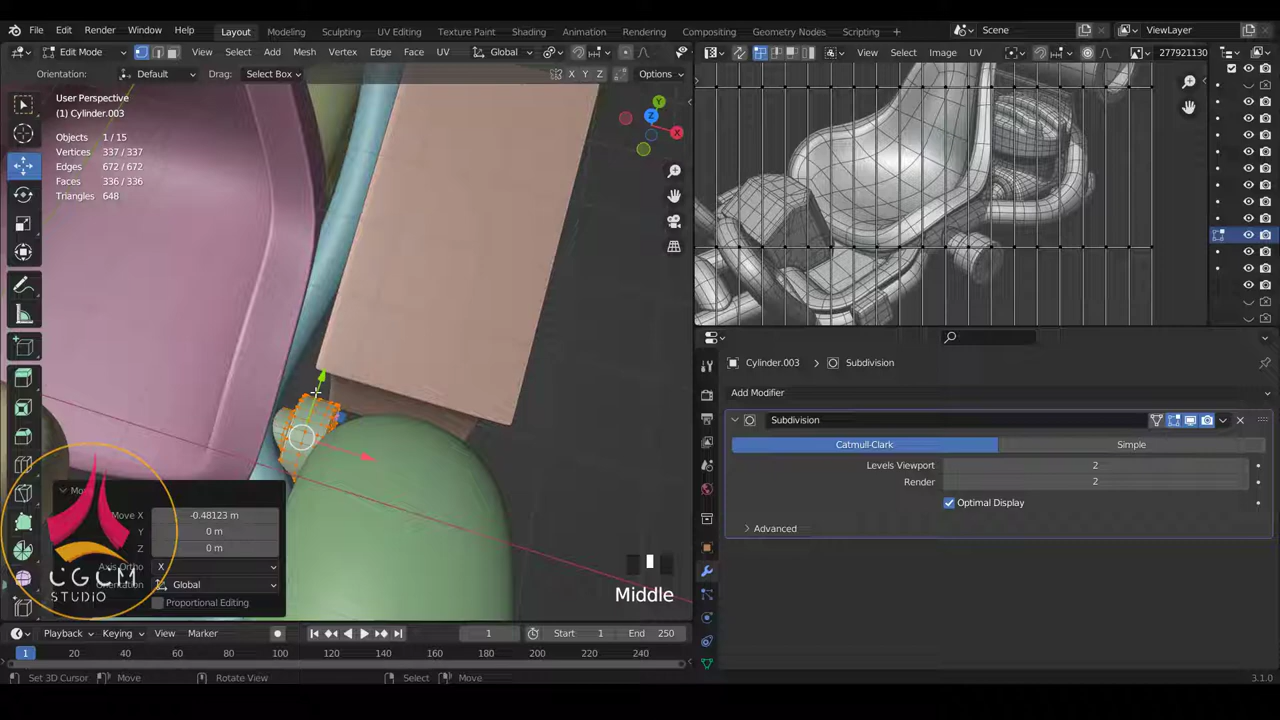 File Edit Render Window Help Layout Modeling Sculpting UV Editing Texture Paint Shading Animation Rendering Compositing Geometry Nodes Scripting Scene ViewLayer
Edit Mode View Select Add Mesh Vertex Edge Face UV Global View Select Image UV 277921130
Orientation: Default Drag: Select Box X Y Z Options
User Perspective
(1) Cylinder.003
Objects 1 / 15
Vertices 337 / 337
Edges 672 / 672
Faces 336 / 336
Triangles 648
Y
Z
X
Cylinder.003 Subdivision
Add Modifier
Subdivision
Catmull-Clark Simple
Levels Viewport 2
Render 2
Optimal Display
Advanced
Move X -0.48123 m
Y 0 m
Z 0 m
Axis Ortho X
Orientation Global
Proportional Editing
CGCM
STUDIO
Middle
Playback Keying View Marker 1 Start 1 End 250
1 20 40 60 80 100 120 140 160 180 200 220 240
Set 3D Cursor Move Rotate View Select Move 3.1.0